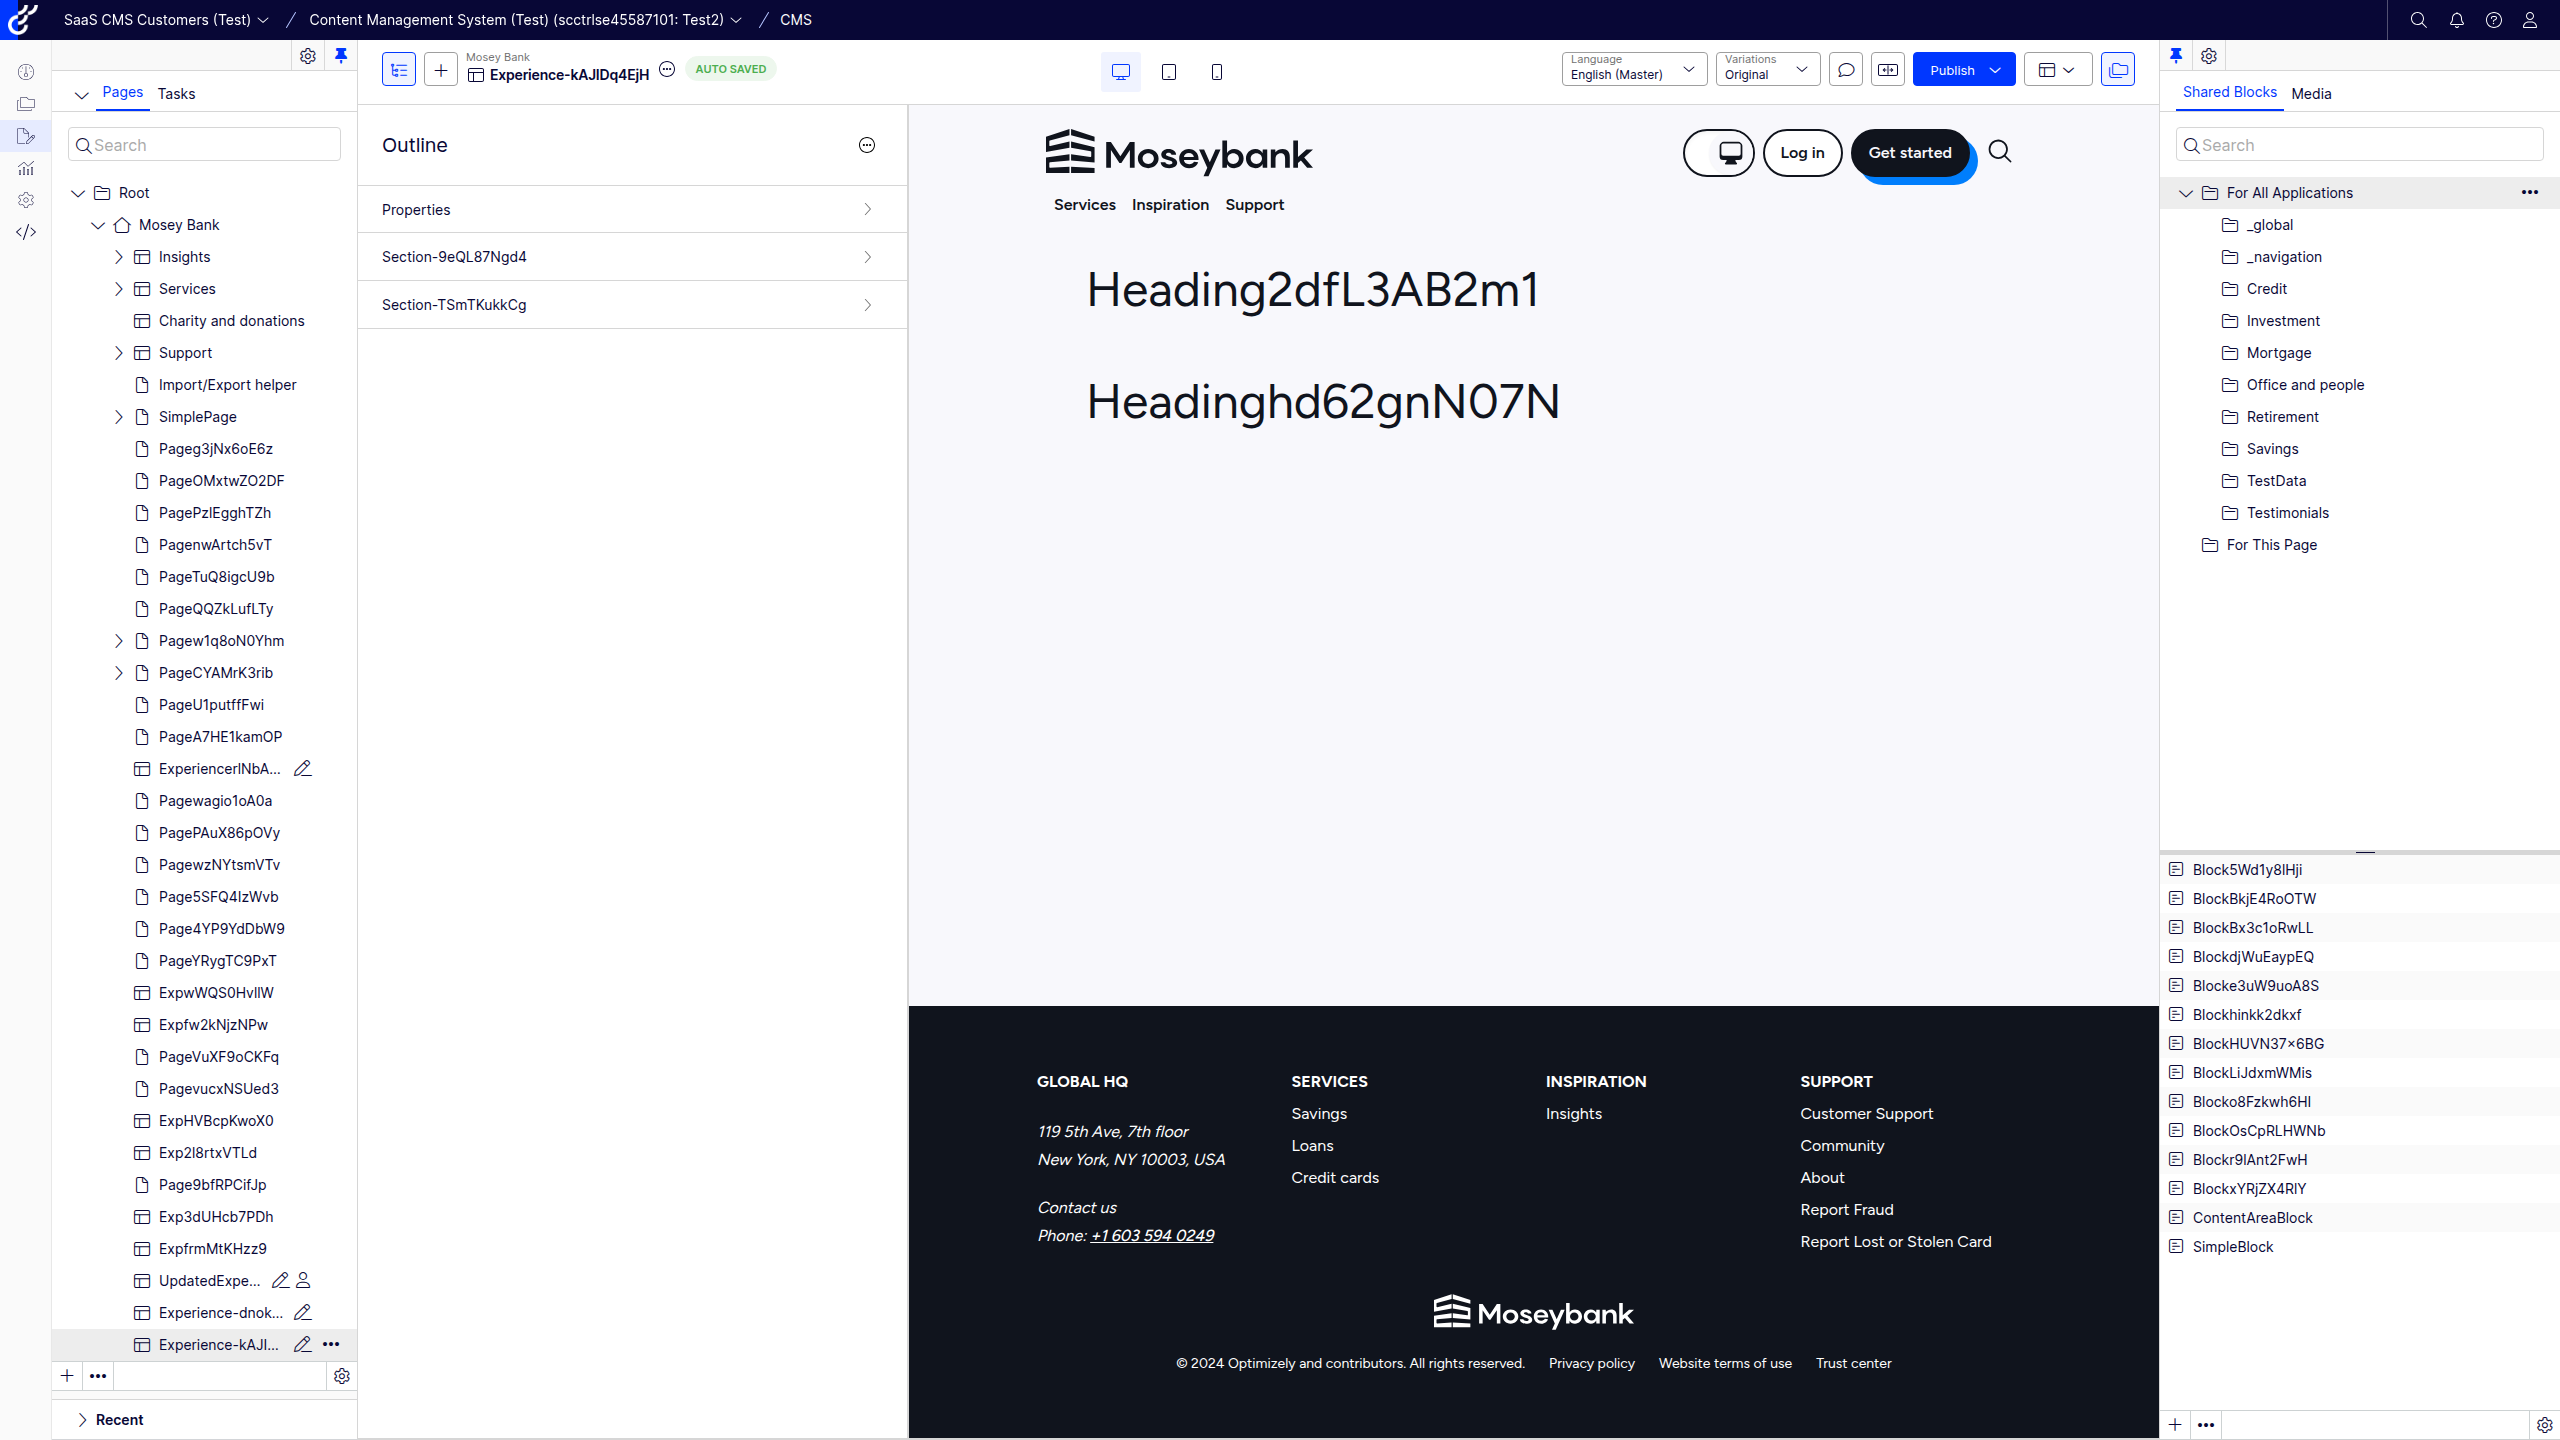 SaaS CMS Customers (Test) / Content Management System (Test) (scctrlse45587101: Test2) / CMS
Pages Tasks
Search
Root
Mosey Bank
Insights
Services
Charity and donations
Support
Import/Export helper
SimplePage
Pageg3jNx6oE6z
PageOMxtwZO2DF
PagePzlEgghTZh
PagenwArtch5vT
PageTuQ8igcU9b
PageQQZkLufLTy
Pagew1q8oN0Yhm
PageCYAMrK3rib
PageU1putffFwi
PageA7HE1kamOP
ExperiencerlNbA...
Pagewagio1oA0a
PagePAuX86pOVy
PagewzNYtsmVTv
Page5SFQ4IzWvb
Page4YP9YdDbW9
PageYRygTC9PxT
ExpwWQS0HvllW
Expfw2kNjzNPw
PageVuXF9oCKFq
PagevucxNSUed3
ExpHVBcpKwoX0
Exp2I8rtxVTLd
Page9bfRPCifJp
Exp3dUHcb7PDh
ExpfrmMtKHzz9
UpdatedExpe...
Experience-dnok...
Experience-kAJI...
Recent
Mosey Bank
Experience-kAJIDq4EjH
AUTO SAVED
Language
English (Master)
Variations
Original
Publish
Outline
Properties
Section-9eQL87Ngd4
Section-TSmTKukkCg
Moseybank
Log in
Get started
Services Inspiration Support
Heading2dfL3AB2m1
Headinghd62gnN07N
GLOBAL HQ
119 5th Ave, 7th floor
New York, NY 10003, USA
Contact us
Phone: +1 603 594 0249
SERVICES
Savings
Loans
Credit cards
INSPIRATION
Insights
SUPPORT
Customer Support
Community
About
Report Fraud
Report Lost or Stolen Card
Moseybank
© 2024 Optimizely and contributors. All rights reserved. Privacy policy Website terms of use Trust center
Shared Blocks Media
Search
For All Applications
_global
_navigation
Credit
Investment
Mortgage
Office and people
Retirement
Savings
TestData
Testimonials
For This Page
Block5Wd1y8lHji
BlockBkjE4RoOTW
BlockBx3c1oRwLL
BlockdjWuEaypEQ
Blocke3uW9uoA8S
Blockhinkk2dkxf
BlockHUVN37x6BG
BlockLiJdxmWMis
Blocko8Fzkwh6HI
BlockOsCpRLHWNb
Blockr9lAnt2FwH
BlockxYRjZX4RlY
ContentAreaBlock
SimpleBlock